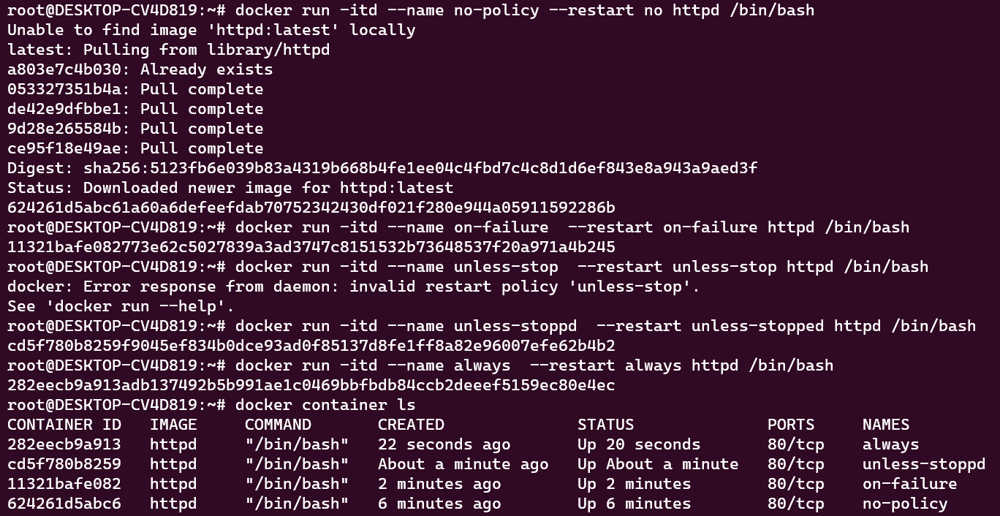 root@DESKTOP-CV4D819:~# docker run -itd --name no-policy --restart no httpd /bin/bash
Unable to find image 'httpd:latest' locally
latest: Pulling from library/httpd
a803e7c4b030: Already exists
053327351b4a: Pull complete
de42e9dfbbe1: Pull complete
9d28e265584b: Pull complete
ce95f18e49ae: Pull complete
Digest: sha256:5123fb6e039b83a4319b668b4fe1ee04c4fbd7c4c8d1d6ef843e8a943a9aed3f
Status: Downloaded newer image for httpd:latest
624261d5abc61a60a6defeefdab70752342430df021f280e944a05911592286b
root@DESKTOP-CV4D819:~# docker run -itd --name on-failure  --restart on-failure httpd /bin/bash
11321bafe082773e62c5027839a3ad3747c8151532b73648537f20a971a4b245
root@DESKTOP-CV4D819:~# docker run -itd --name unless-stop  --restart unless-stop httpd /bin/bash
docker: Error response from daemon: invalid restart policy 'unless-stop'.
See 'docker run --help'.
root@DESKTOP-CV4D819:~# docker run -itd --name unless-stoppd  --restart unless-stopped httpd /bin/bash
cd5f780b8259f9045ef834b0dce93ad0f85137d8fe1ff8a82e96007efe62b4b2
root@DESKTOP-CV4D819:~# docker run -itd --name always  --restart always httpd /bin/bash
282eecb9a913adb137492b5b991ae1c0469bbfbdb84ccb2deeef5159ec80e4ec
root@DESKTOP-CV4D819:~# docker container ls
CONTAINER ID   IMAGE     COMMAND       CREATED              STATUS              PORTS     NAMES
282eecb9a913   httpd     "/bin/bash"   22 seconds ago       Up 20 seconds       80/tcp    always
cd5f780b8259   httpd     "/bin/bash"   About a minute ago   Up About a minute   80/tcp    unless-stoppd
11321bafe082   httpd     "/bin/bash"   2 minutes ago        Up 2 minutes        80/tcp    on-failure
624261d5abc6   httpd     "/bin/bash"   6 minutes ago        Up 6 minutes        80/tcp    no-policy